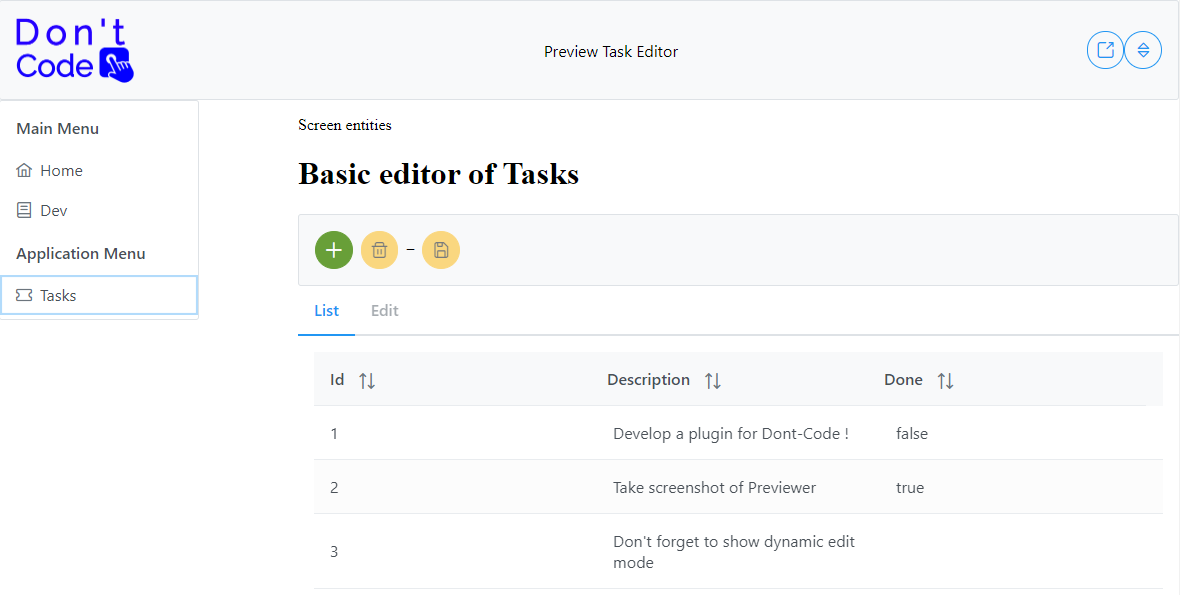 Don't
Code
Preview Task Editor
Main Menu
Home
Dev
Application Menu
Tasks
Screen entities
Basic editor of Tasks
–
List Edit
Id Description Done
1 Develop a plugin for Dont-Code ! false
2 Take screenshot of Previewer true
3 Don't forget to show dynamic edit
mode